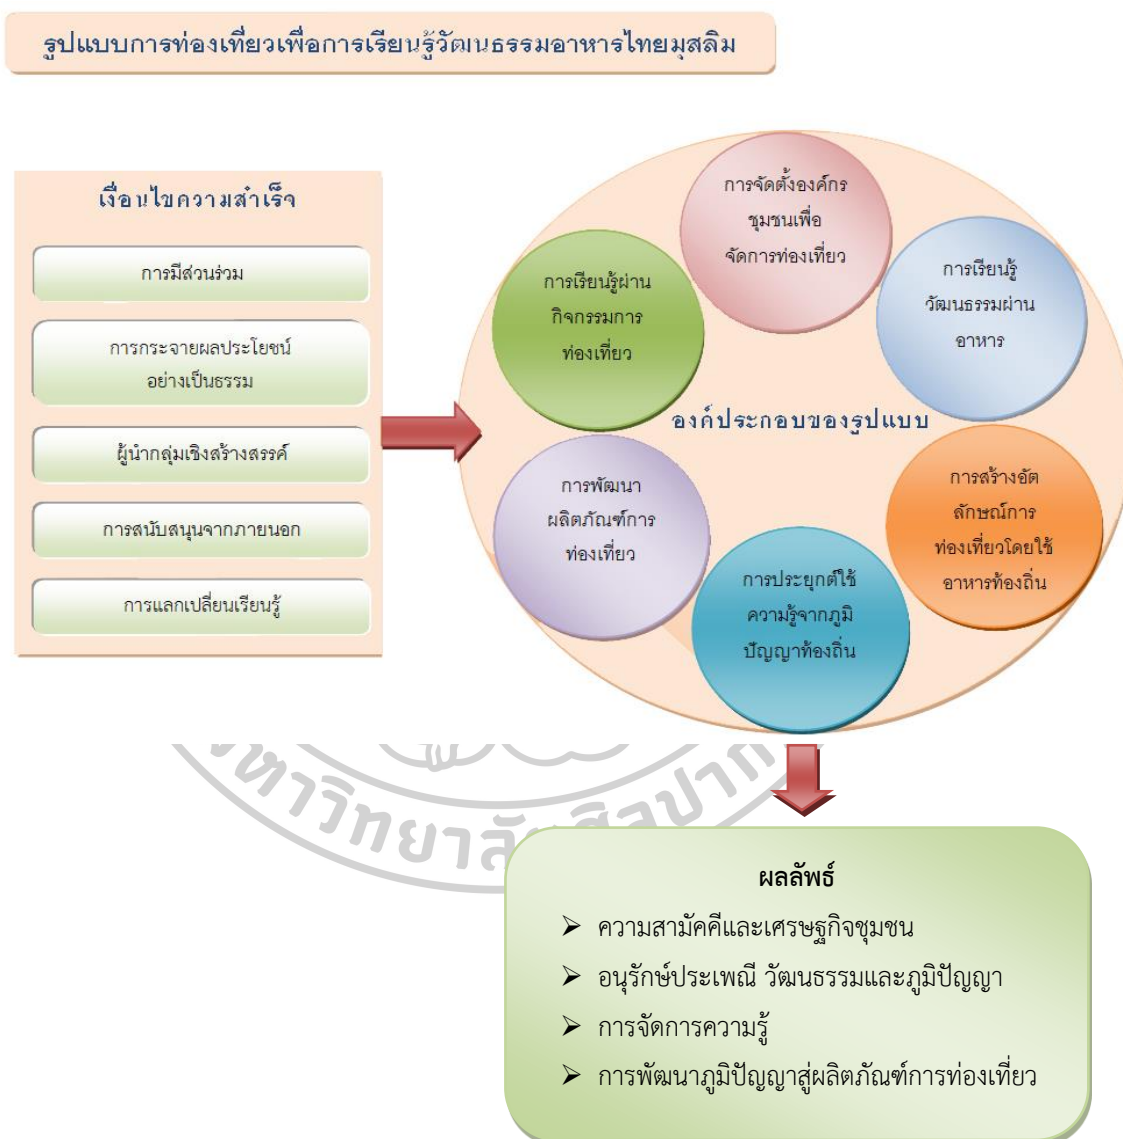 รูปแบบการท่องเที่ยวเพื่อการเรียนรู้วัฒนธรรมอาหารไทยมุสลิม
เงื่อนไขความสำเร็จ
การมีส่วนร่วม
การกระจายผลประโยชน์
อย่างเป็นธรรม
ผู้นำกลุ่มเชิงสร้างสรรค์
การสนับสนุนจากภายนอก
การแลกเปลี่ยนเรียนรู้
การจัดตั้งองค์กร
ชุมชนเพื่อ
จัดการท่องเที่ยว
การเรียนรู้
วัฒนธรรมผ่าน
อาหาร
การสร้างอัต
ลักษณ์การ
ท่องเที่ยวโดยใช้
อาหารท้องถิ่น
การประยุกต์ใช้
ความรู้จากภูมิ
ปัญญาท้องถิ่น
การพัฒนา
ผลิตภัณฑ์การ
ท่องเที่ยว
การเรียนรู้ผ่าน
กิจกรรมการ
ท่องเที่ยว
องค์ประกอบของรูปแบบ
ผลลัพธ์
ความสามัคคีและเศรษฐกิจชุมชน
อนุรักษ์ประเพณี วัฒนธรรมและภูมิปัญญา
การจัดการความรู้
การพัฒนาภูมิปัญญาสู่ผลิตภัณฑ์การท่องเที่ยว